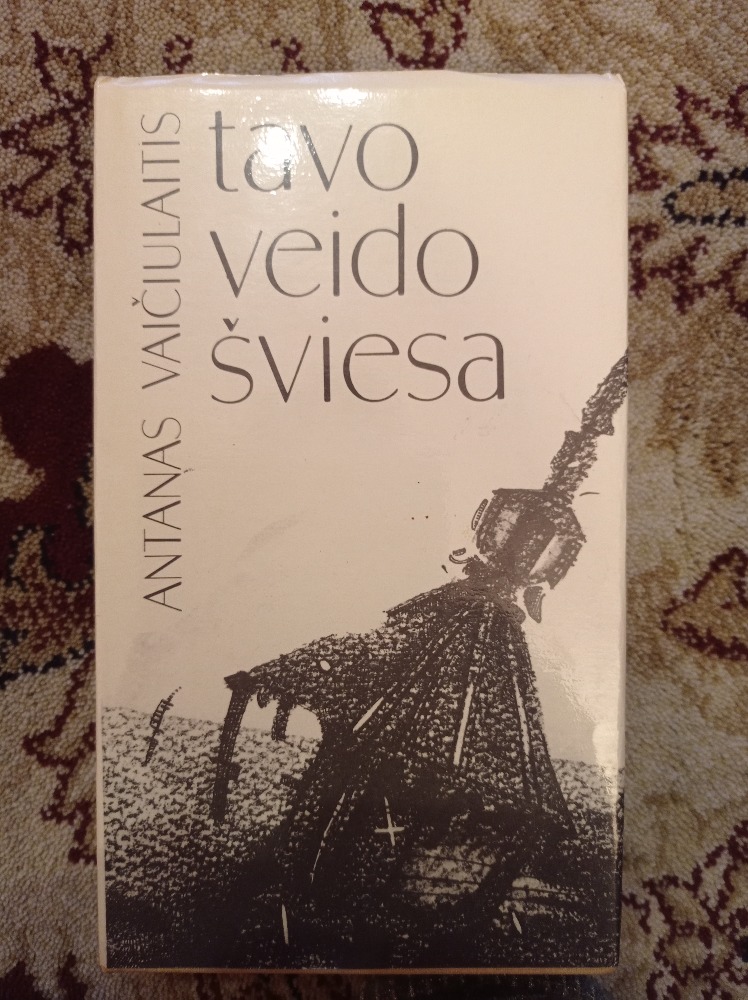 ANTANAS VAIČIULAITIS
tavo
veido
šviesa